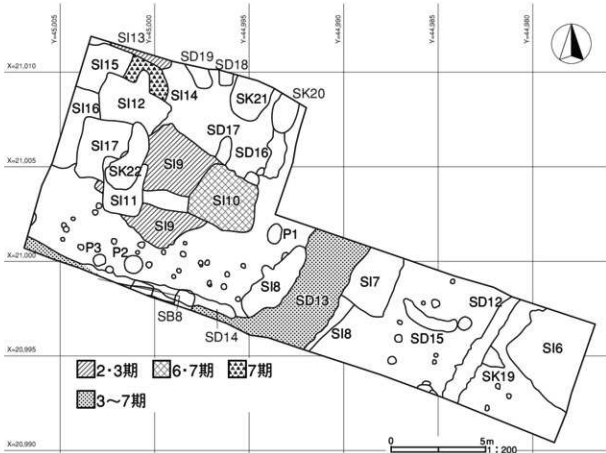 Y=45,005
Y=45,000
Y=44,995
Y=44,990
Y=44,985
Y=44,980
X=21,010
X=21,005
X=21,000
X=20,995
X=20,990
SI13
SD19
SD18
SI15
SI14
SK21
SK20
SI16
SI12
SD17
SD16
SI17
SI9
SK22
SI11
SI10
SI9
P1
P3
P2
SI8
SI7
SD13
SD12
SB8
SD14
SI8
SD15
SI6
SK19
2・3期
6・7期
7期
3～7期
0
5m
1:200